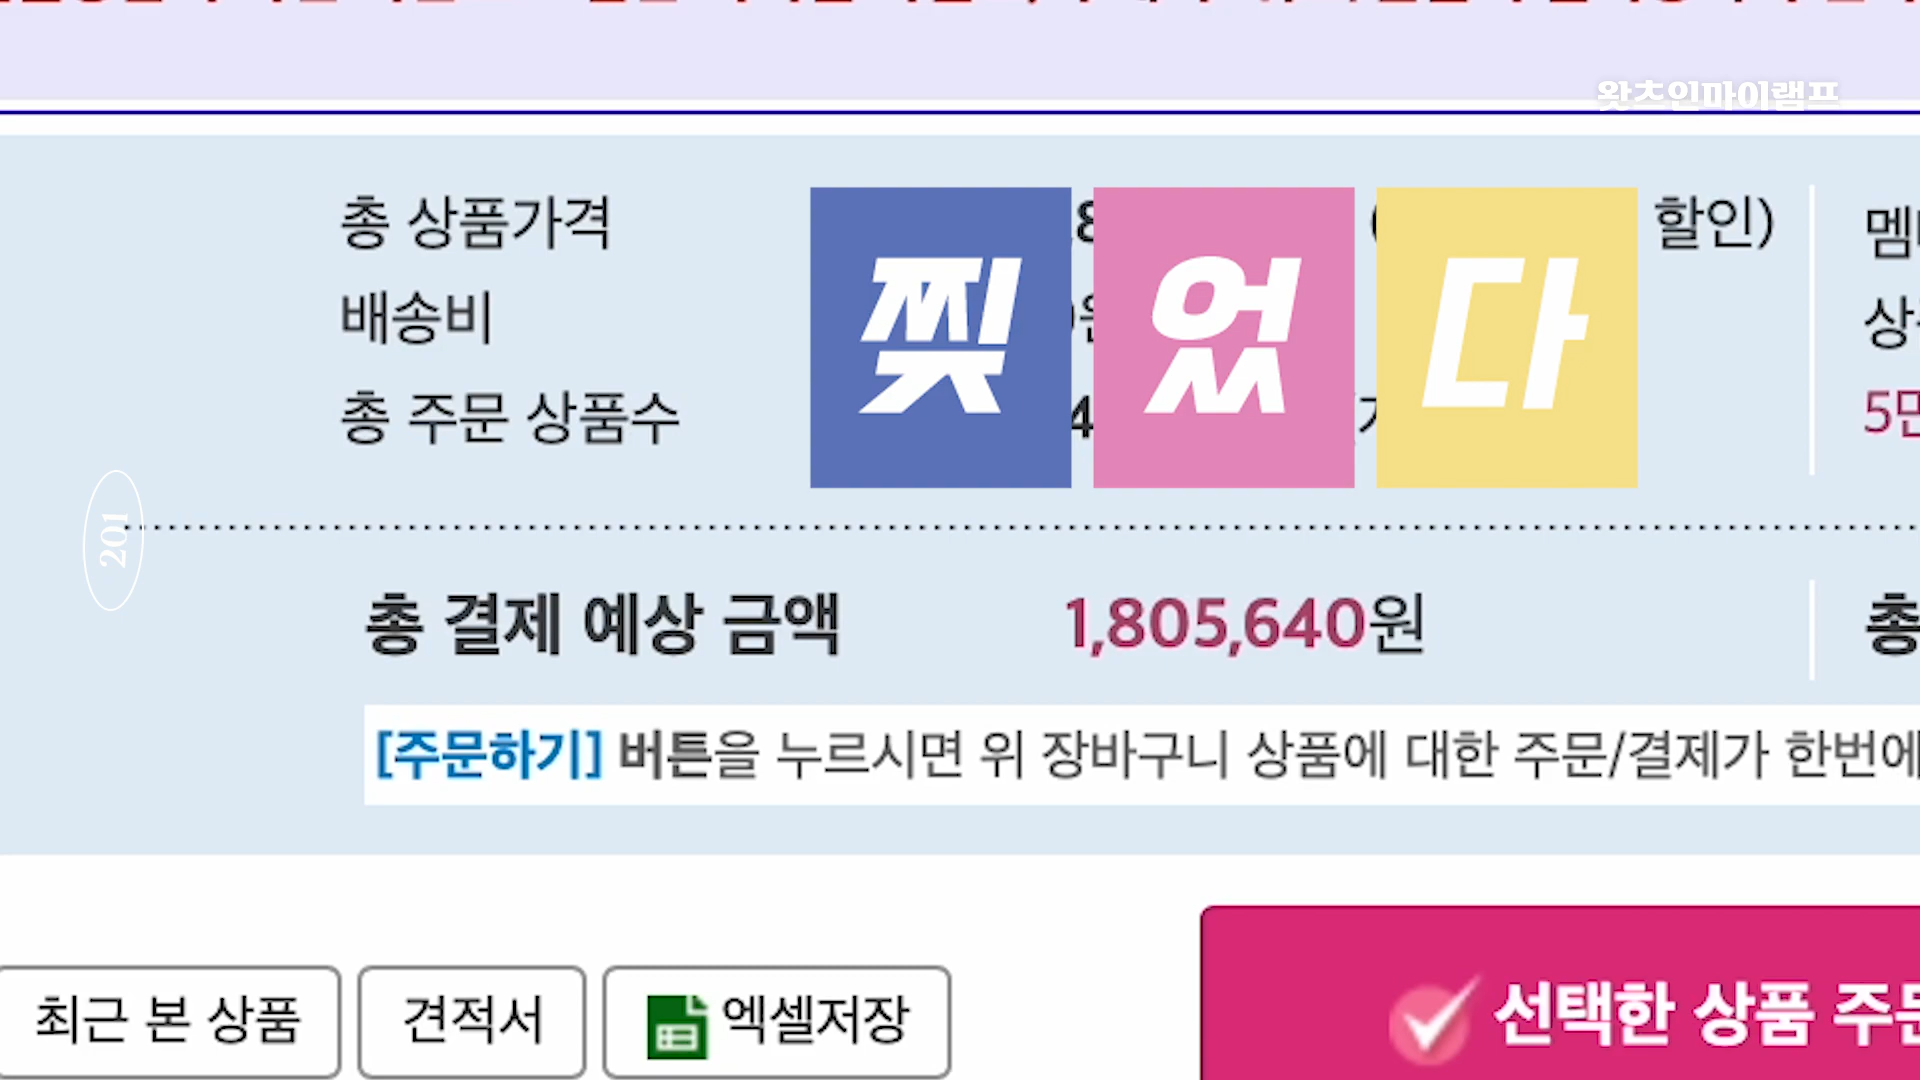 왓츠인마이램프
총 상품가격 할인)
찢었다
배송비
총 주문 상품수
201
총 결제 예상 금액 1,805,640원
[주문하기] 버튼을 누르시면 위 장바구니 상품에 대한 주문/결제가 한번에
최근 본 상품 견적서 엑셀저장
선택한 상품